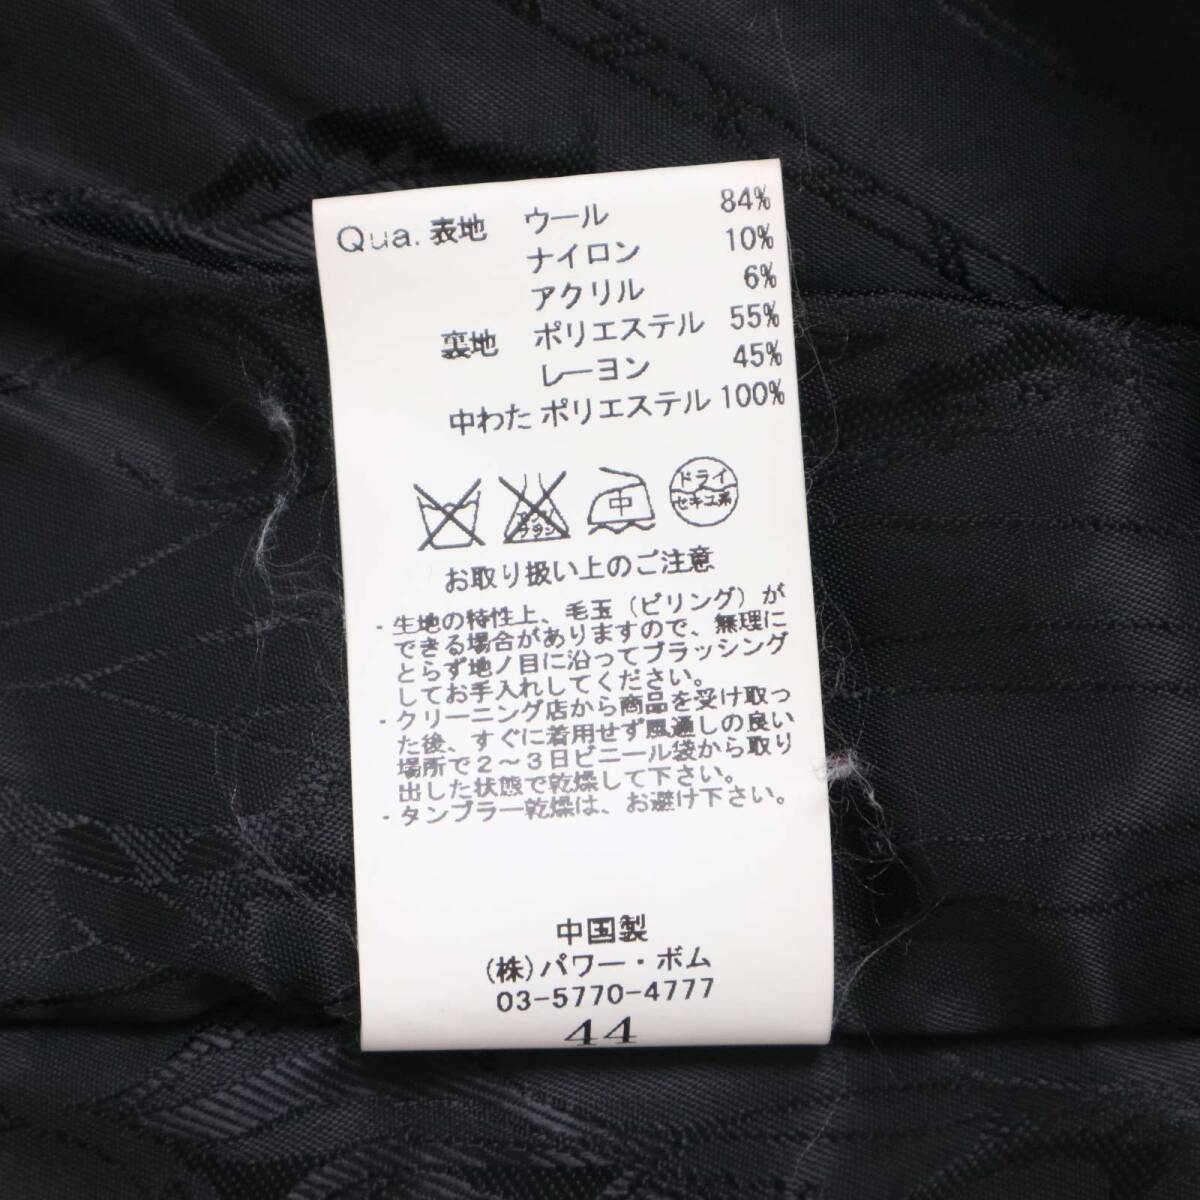 Qua. 表地 ウール 84%
ナイロン 10%
アクリル 6%
裏地 ポリエステル 55%
レーヨン 45%
中わた ポリエステル 100%
エンソ
サラシ
中
ドライ
セキユ系
お取り扱い上のご注意
・生地の特性上、毛玉（ピリング）が
できる場合がありますので、無理に
とらず地ノ目に沿ってブラッシング
してお手入れしてください。
・クリーニング店から商品を受け取っ
た後、すぐに着用せず風通しの良い
場所で２～３日ビニール袋から取り
出した状態で乾燥して下さい。
・タンブラー乾燥は、お避け下さい。
中国製
(株)パワー・ボム
03-5770-4777
44